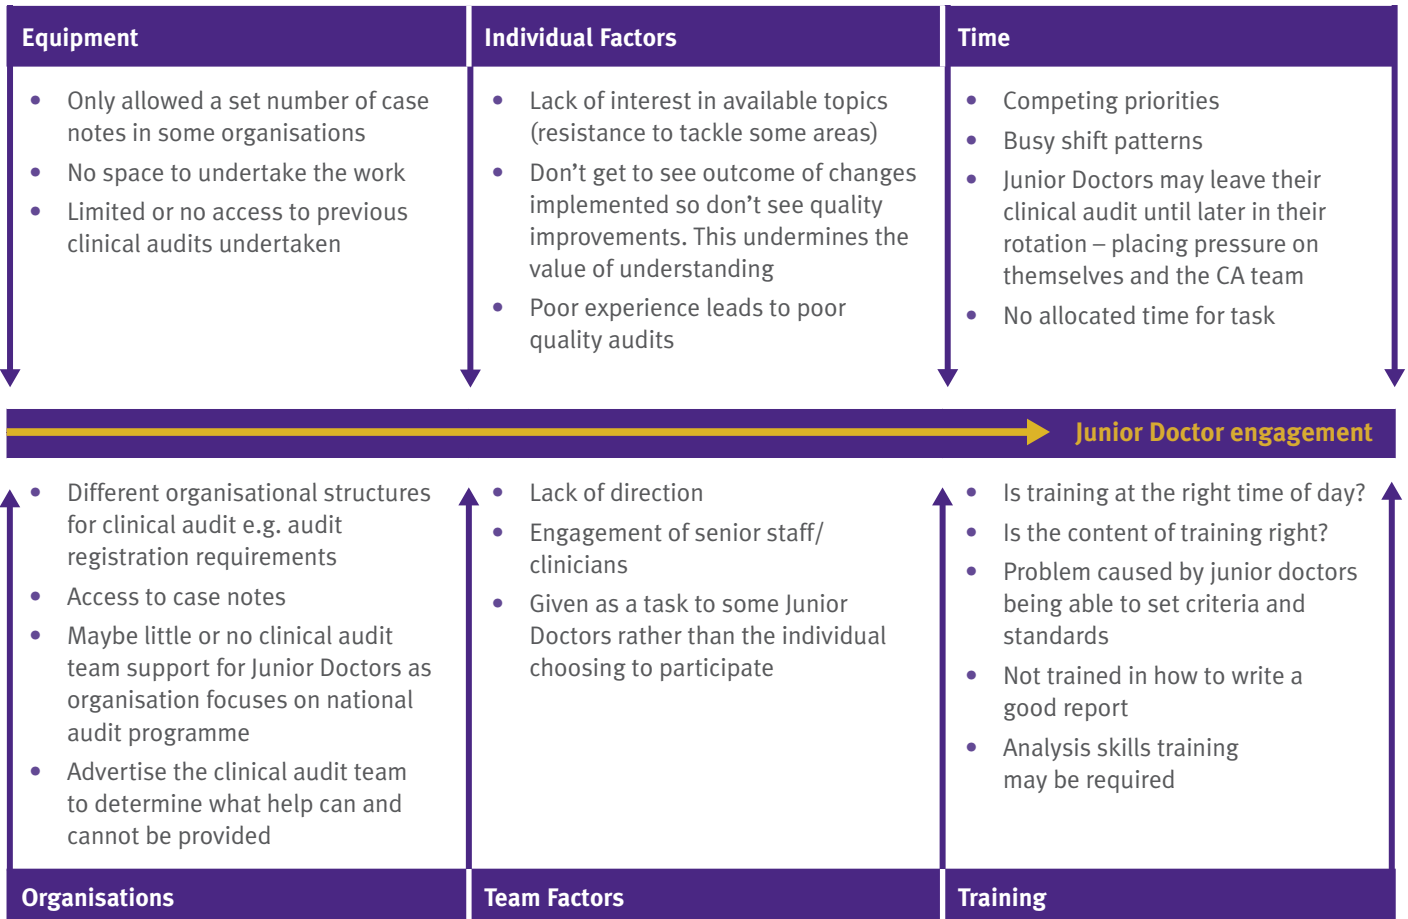 Equipment
• Only allowed a set number of case
notes in some organisations
• No space to undertake the work
• Limited or no access to previous
clinical audits undertaken
Individual Factors
• Lack of interest in available topics
(resistance to tackle some areas)
• Don’t get to see outcome of changes
implemented so don’t see quality
improvements. This undermines the
value of understanding
• Poor experience leads to poor
quality audits
Time
• Competing priorities
• Busy shift patterns
• Junior Doctors may leave their
clinical audit until later in their
rotation – placing pressure on
themselves and the CA team
• No allocated time for task
Junior Doctor engagement
• Different organisational structures
for clinical audit e.g. audit
registration requirements
• Access to case notes
• Maybe little or no clinical audit
team support for Junior Doctors as
organisation focuses on national
audit programme
• Advertise the clinical audit team
to determine what help can and
cannot be provided
Organisations
• Lack of direction
• Engagement of senior staff/
clinicians
• Given as a task to some Junior
Doctors rather than the individual
choosing to participate
Team Factors
• Is training at the right time of day?
• Is the content of training right?
• Problem caused by junior doctors
being able to set criteria and
standards
• Not trained in how to write a
good report
• Analysis skills training
may be required
Training